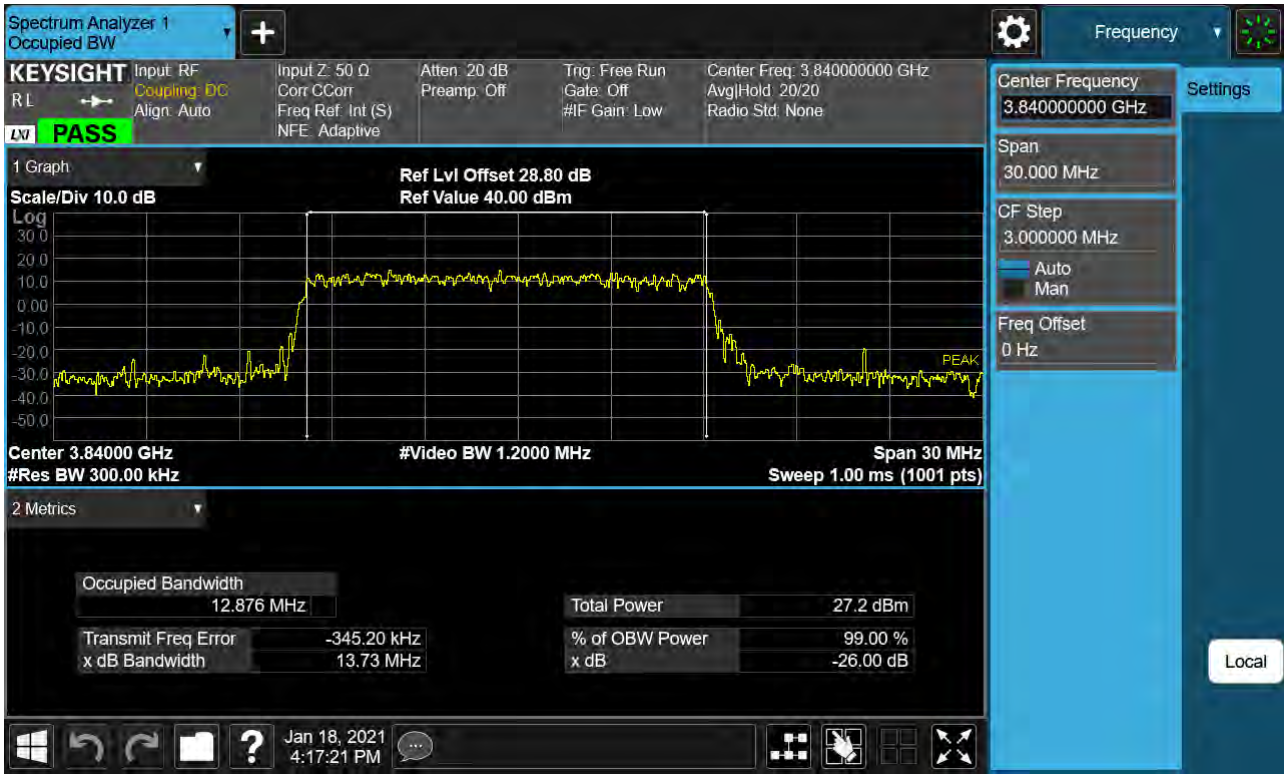 Spectrum Analyzer 1
Occupied BW
+
Frequency
KEYSIGHT
RL
LXI
PASS
Input: RF
Coupling: DC
Align: Auto
Input Z: 50 Ω
Corr CCorr
Freq Ref: Int (S)
NFE: Adaptive
Atten: 20 dB
Preamp: Off
Trig: Free Run
Gate: Off
#IF Gain: Low
Center Freq: 3.840000000 GHz
Avg|Hold: 20/20
Radio Std: None
Center Frequency
3.840000000 GHz
Settings
Span
30.000 MHz
CF Step
3.000000 MHz
Auto
Man
Freq Offset
0 Hz
Local
1 Graph
Ref Lvl Offset 28.80 dB
Scale/Div 10.0 dB
Ref Value 40.00 dBm
Log
30.0
20.0
10.0
0.00
-10.0
-20.0
-30.0
-40.0
-50.0
PEAK
Center 3.84000 GHz
#Video BW 1.2000 MHz
Span 30 MHz
#Res BW 300.00 kHz
Sweep 1.00 ms (1001 pts)
2 Metrics
Occupied Bandwidth
12.876 MHz
Total Power 27.2 dBm
Transmit Freq Error -345.20 kHz
% of OBW Power 99.00 %
x dB Bandwidth 13.73 MHz
x dB -26.00 dB
?
Jan 18, 2021
4:17:21 PM